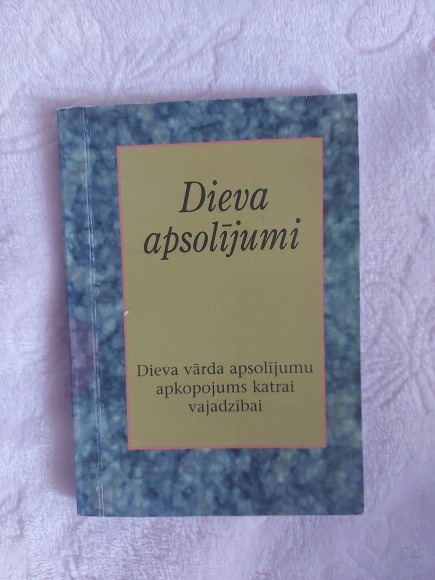 Dieva
apsolījumi
Dieva vārda apsolījumu
apkopojums katrai
vajadzībai